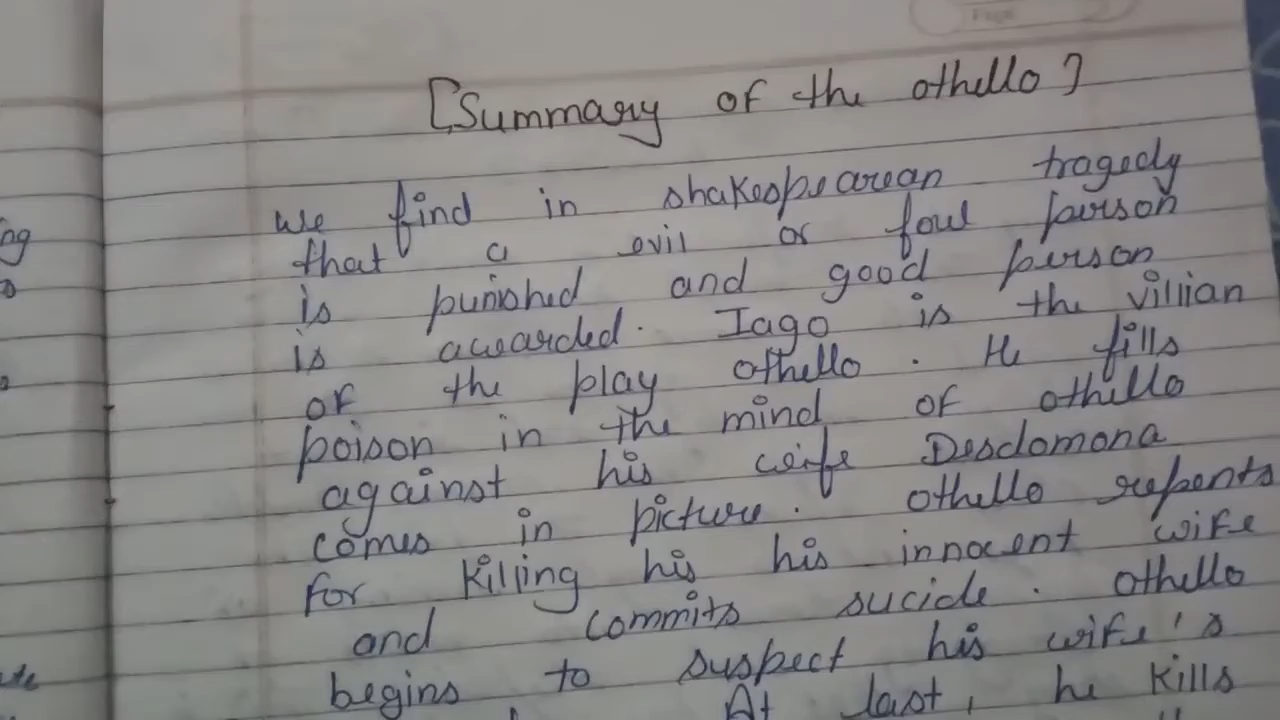 Page
[Summary of the othello]
we find in shakespearean tragedy
that a evil or foul person
is punished and good person
is awarded. Iago is the villian
of the play othello. He fills
poison in the mind of othello
against his wife Desdomona
comes in picture. othello repents
for killing his his innocent wife
and commits sucide. Othello
begins to suspect his wife's
At last, he kills